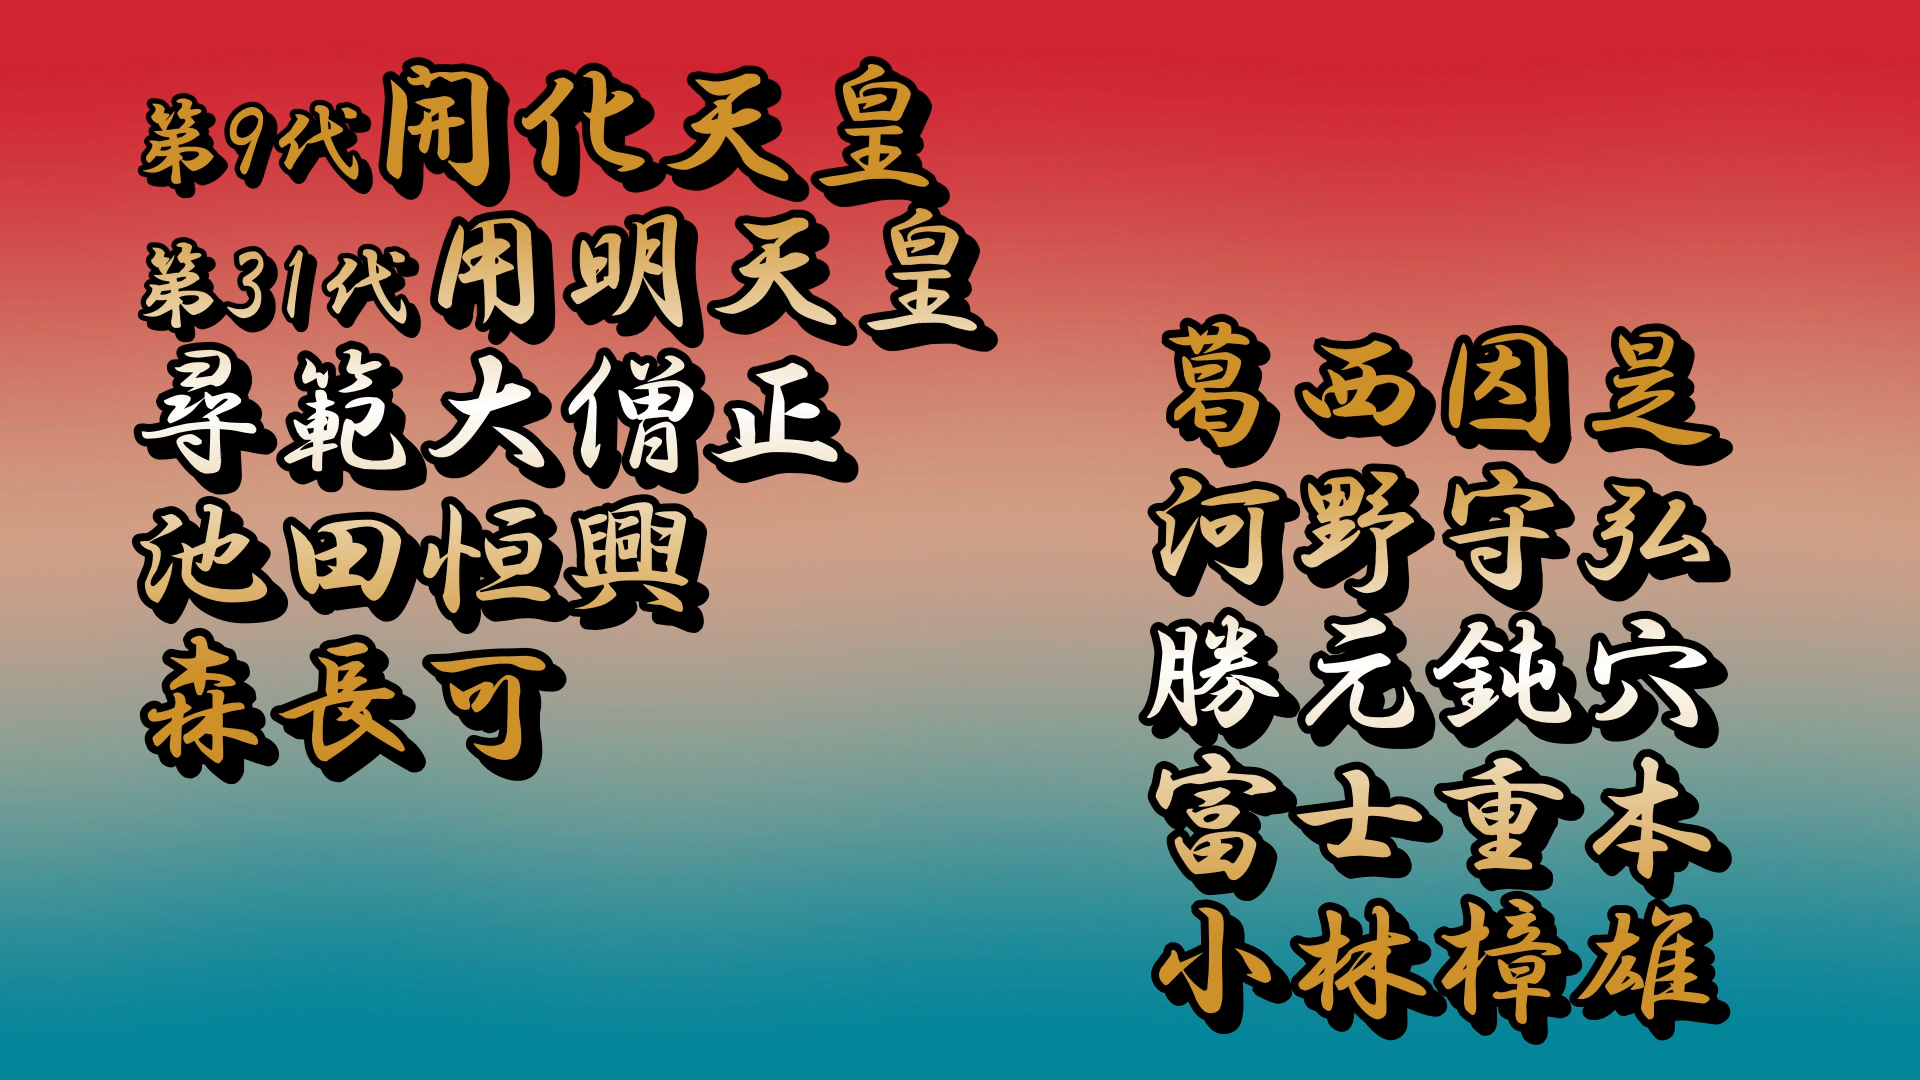 第9代開化天皇
第31代用明天皇
尋範大僧正
池田恒興
森長可
葛西因是
河野守弘
勝元鈍穴
富士重本
小林樟雄